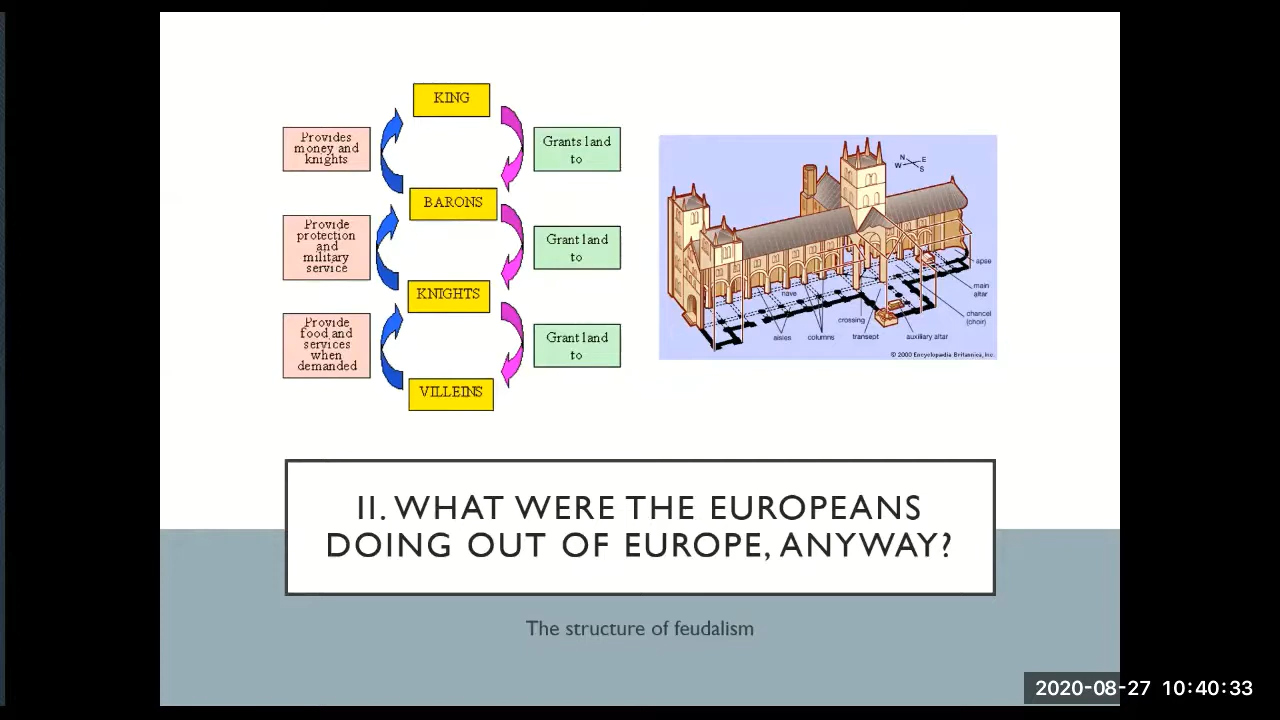 KING
Provides
money and
knights
Grants land
to
BARONS
Provide
protection
and
military
service
Grant land
to
KNIGHTS
Provide
food and
services
when
demanded
Grant land
to
VILLEINS
N
W
E
S
apse
main
altar
chancel
(choir)
nave
crossing
aisles
columns
transept
auxiliary altar
© 2000 Encyclopædia Britannica, Inc.
II. WHAT WERE THE EUROPEANS
DOING OUT OF EUROPE, ANYWAY?
The structure of feudalism
2020-08-27 10:40:33